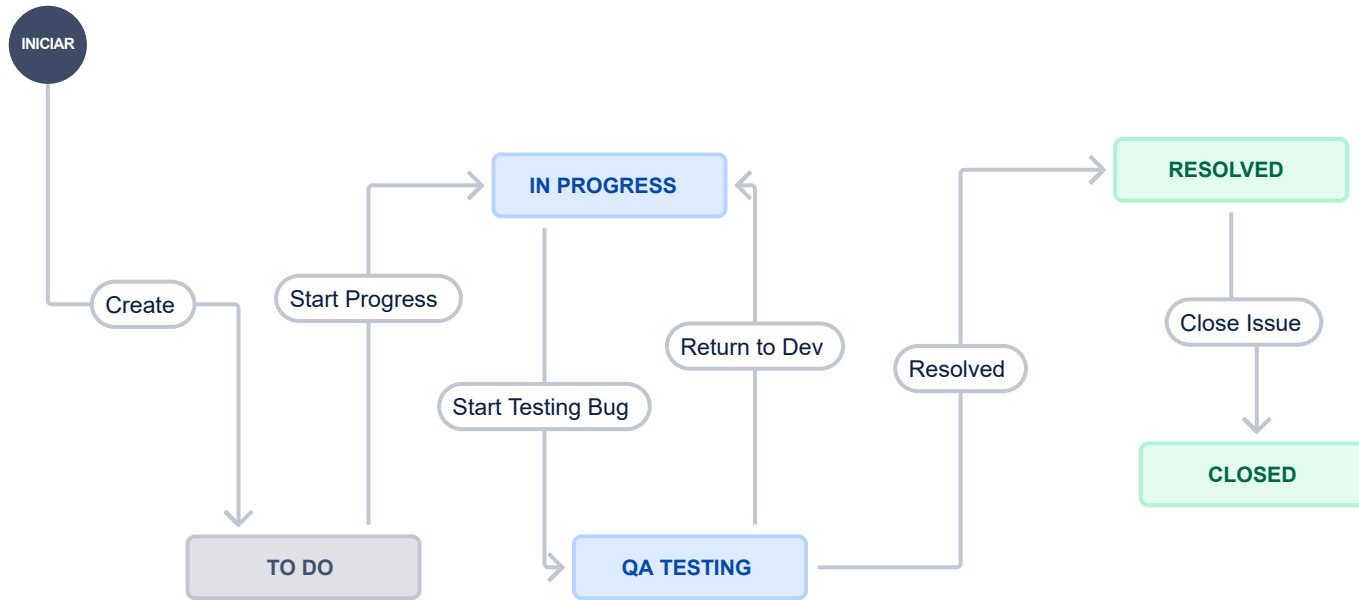 INICIAR
RESOLVED
IN PROGRESS
Create
Start Progress
Close Issue
Return to Dev
Resolved
Start Testing Bug
CLOSED
TO DO
QA TESTING